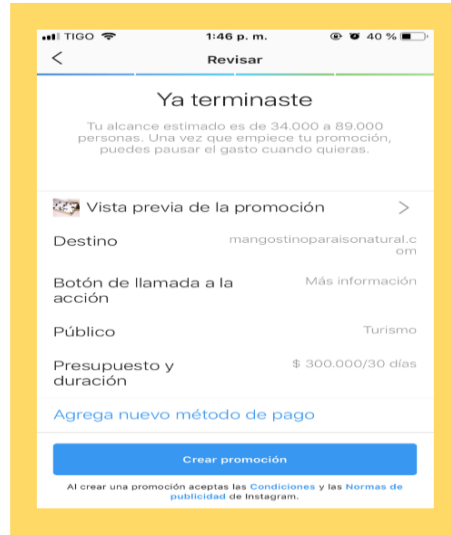 TIGO 1:46 p. m. 40 %
Revisar
Ya terminaste
Tu alcance estimado es de 34.000 a 89.000
personas. Una vez que empiece tu promoción,
puedes pausar el gasto cuando quieras.
Vista previa de la promoción
Destino mangostinoparaisonatural.c
om
Botón de llamada a la Más información
acción
Público Turismo
Presupuesto y $ 300.000/30 días
duración
Agrega nuevo método de pago
Crear promoción
Al crear una promoción aceptas las Condiciones y las Normas de
publicidad de Instagram.